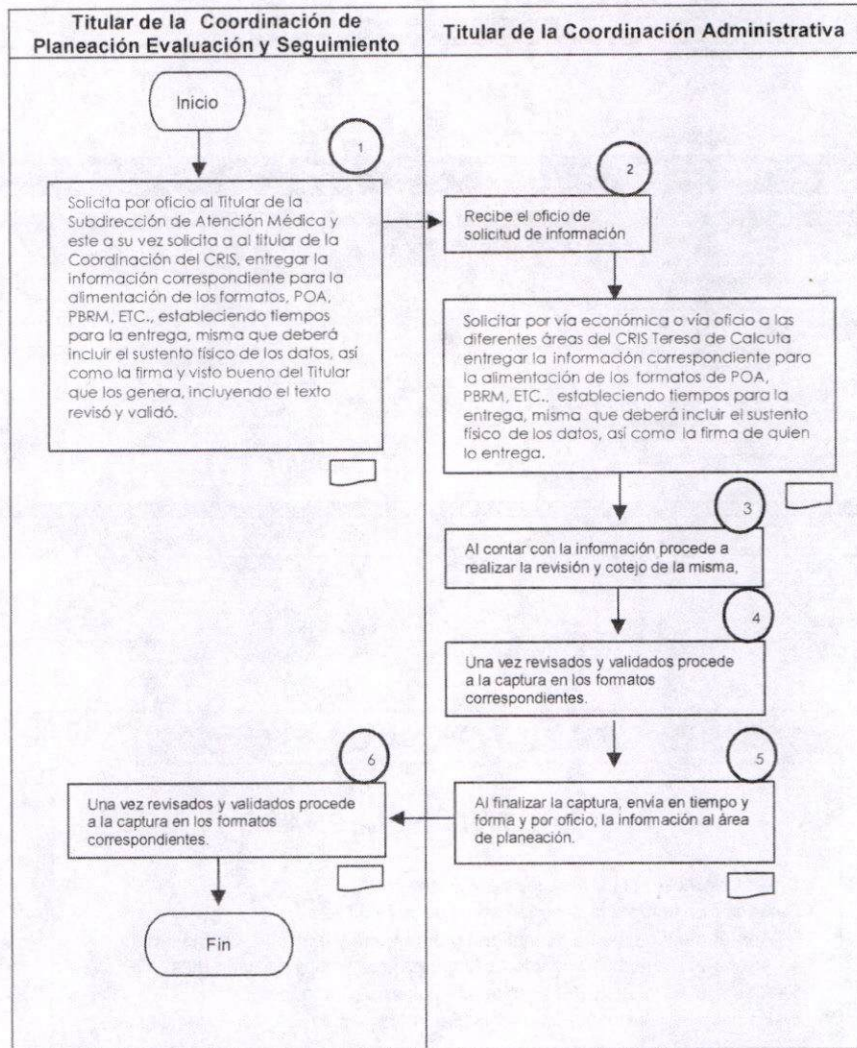 Titular de la Coordinación de
Planeación Evaluación y Seguimiento
Titular de la Coordinación Administrativa
Inicio
1
Solicita por oficio al Titular de la
Subdirección de Atención Médica y
este a su vez solicita a al titular de la
Coordinación del CRIS, entregar la
información correspondiente para la
alimentación de los formatos, POA,
PBRM, ETC., estableciendo tiempos
para la entrega, misma que deberá
incluir el sustento físico de los datos, así
como la firma y visto bueno del Titular
que los genera, incluyendo el texto
revisó y validó.
2
Recibe el oficio de
solicitud de información
Solicitar por vía económica o vía oficio a las
diferentes áreas del CRIS Teresa de Calcuta
entregar la información correspondiente para
la alimentación de los formatos de POA,
PBRM, ETC., estableciendo tiempos para la
entrega, misma que deberá incluir el sustento
físico de los datos, así como la firma de quien
lo entrega.
3
Al contar con la información procede a
realizar la revisión y cotejo de la misma,
4
Una vez revisados y validados procede
a la captura en los formatos
correspondientes.
5
Al finalizar la captura, envía en tiempo y
forma y por oficio, la información al área
de planeación.
6
Una vez revisados y validados procede
a la captura en los formatos
correspondientes.
Fin